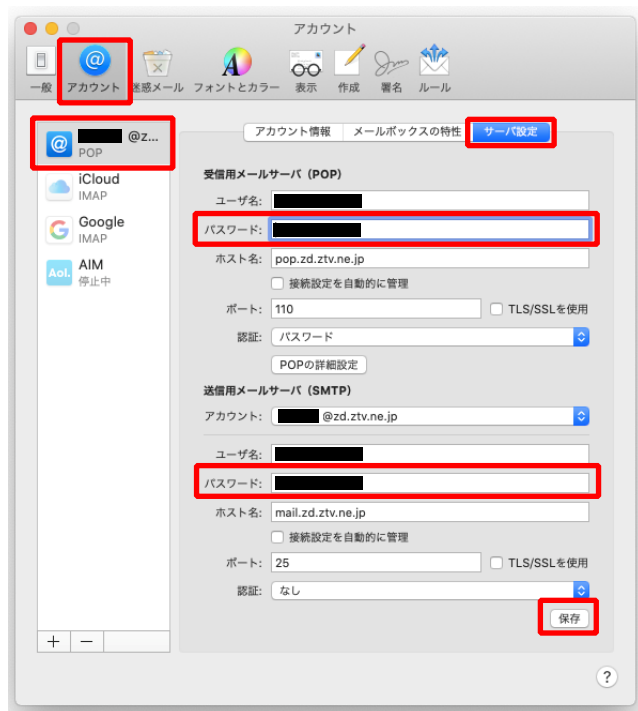 アカウント
一般 アカウント 迷惑メール フォントとカラー 表示 作成 署名 ルール
@z...
POP
iCloud
IMAP
Google
IMAP
Aol. AIM
停止中
アカウント情報 メールボックスの特性 サーバ設定
受信用メールサーバ（POP）
ユーザ名:
パスワード:
ホスト名: pop.zd.ztv.ne.jp
接続設定を自動的に管理
ポート: 110 TLS/SSLを使用
認証: パスワード
POPの詳細設定
送信用メールサーバ（SMTP）
アカウント: @zd.ztv.ne.jp
ユーザ名:
パスワード:
ホスト名: mail.zd.ztv.ne.jp
接続設定を自動的に管理
ポート: 25 TLS/SSLを使用
認証: なし
保存
+ −
?